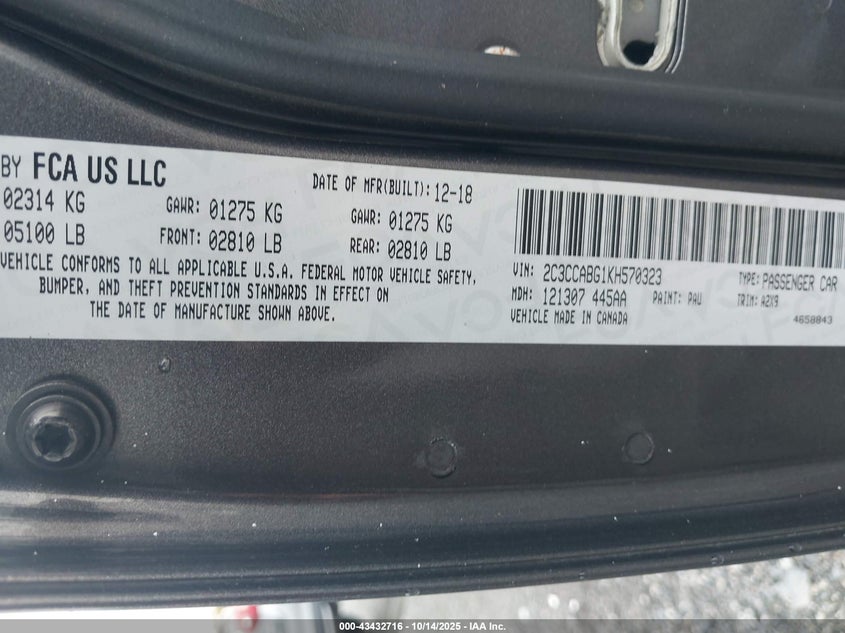 BY FCA US LLC
DATE OF MFR(BUILT): 12-18
02314 KG GAWR: 01275 KG GAWR: 01275 KG
05100 LB FRONT: 02810 LB REAR: 02810 LB
VEHICLE CONFORMS TO ALL APPLICABLE U.S.A. FEDERAL MOTOR VEHICLE SAFETY,
BUMPER, AND THEFT PREVENTION STANDARDS IN EFFECT ON
THE DATE OF MANUFACTURE SHOWN ABOVE.
VIN: 2C3CCABG1KH570323 TYPE: PASSENGER CAR
MDH: 121307 445AA PAINT: PAU TRIM: A2X9
VEHICLE MADE IN CANADA 4658843
000-43432716 - 10/14/2025 - IAA Inc.